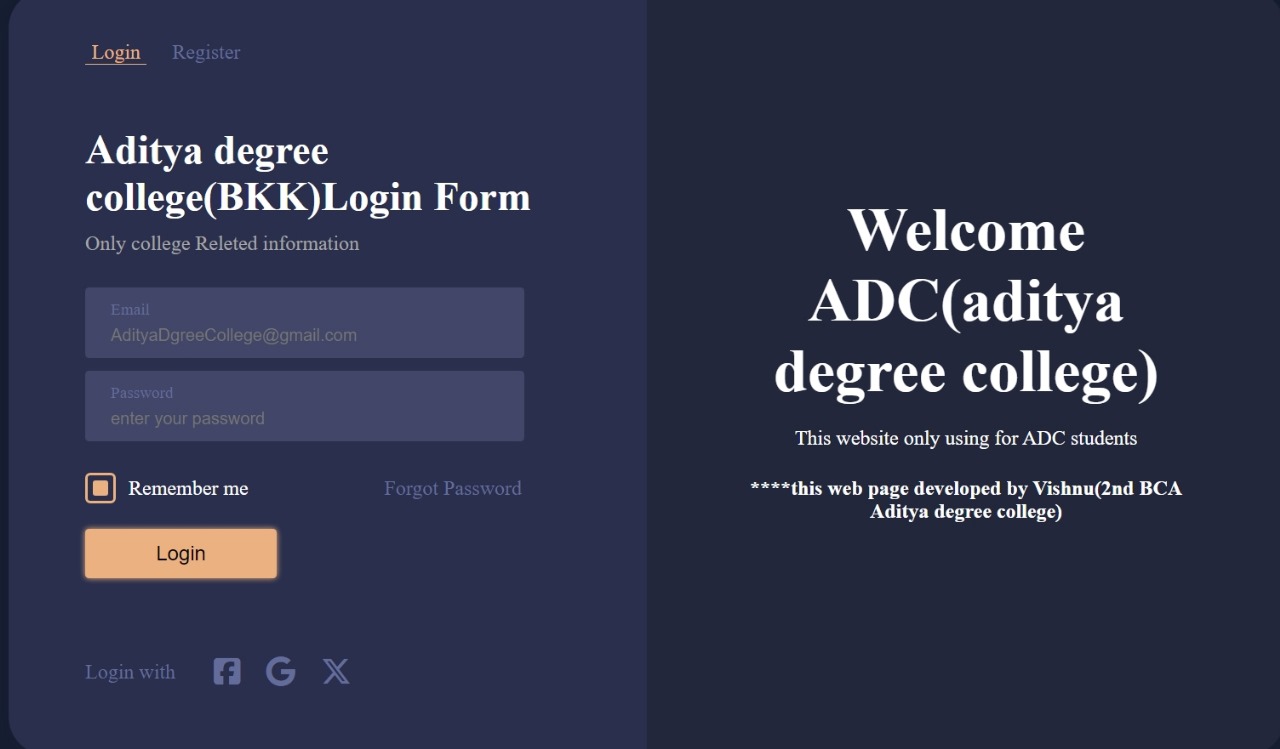 Login Register
Aditya degree
college(BKK)Login Form
Only college Releted information
Email
AdityaDgreeCollege@gmail.com
Password
enter your password
Remember me Forgot Password
Login
Login with
Welcome
ADC(aditya
degree college)
This website only using for ADC students
****this web page developed by Vishnu(2nd BCA
Aditya degree college)